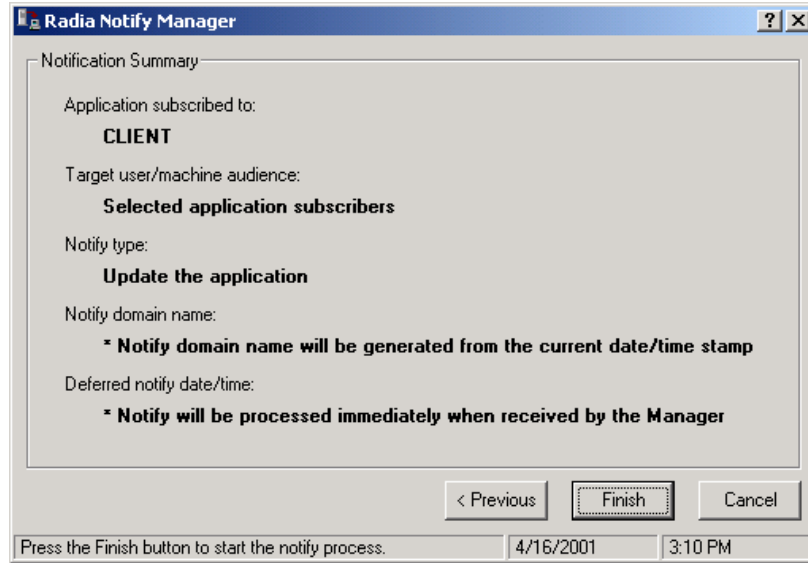 Radia Notify Manager
Notification Summary
Application subscribed to:
CLIENT
Target user/machine audience:
Selected application subscribers
Notify type:
Update the application
Notify domain name:
* Notify domain name will be generated from the current date/time stamp
Deferred notify date/time:
* Notify will be processed immediately when received by the Manager
< Previous
Finish
Cancel
Press the Finish button to start the notify process.
4/16/2001
3:10 PM